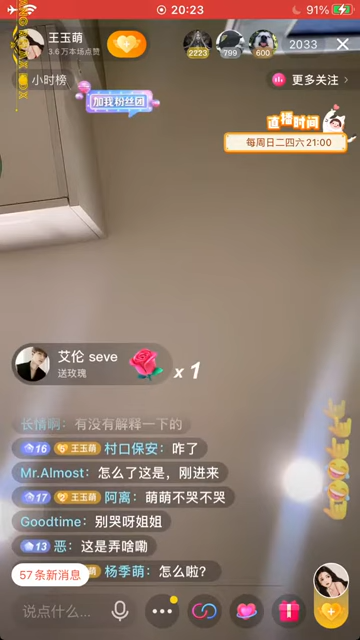 20:23
91%
王玉萌
3.6万本场点赞
2223
799
600
2033
小时榜
更多关注
加我粉丝团
直播时间
每周日二四六21:00
艾伦 seve
送玫瑰
x 1
长情啊：有没有解释一下的
16 王玉萌 村口保安：咋了
Mr.Almost：怎么了这是，刚进来
17 王玉萌 阿离：萌萌不哭不哭
Goodtime：别哭呀姐姐
13 恶：这是弄啥嘞
57条新消息
杨季萌：怎么啦？
说点什么...